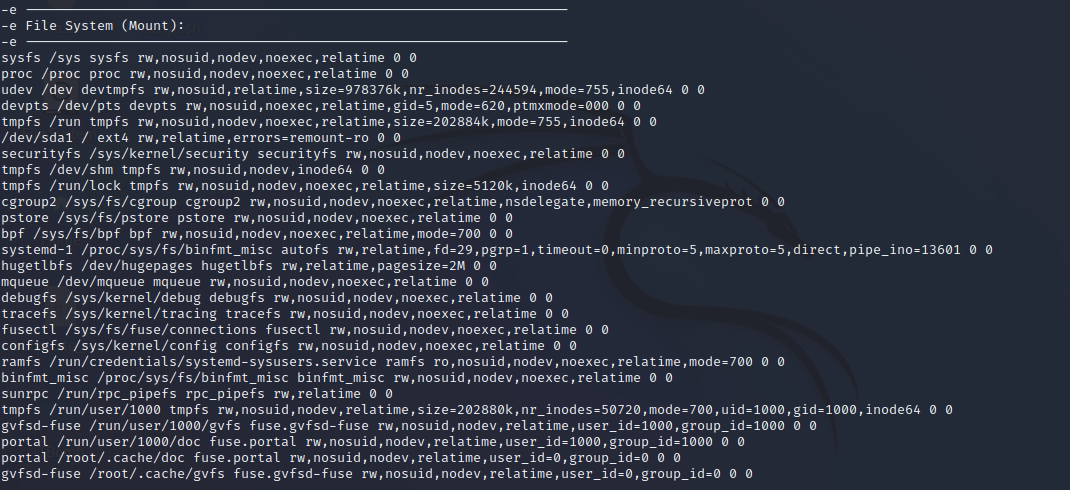 -e ────────────────────────────────────────
-e File System (Mount):
-e ────────────────────────────────────────
sysfs /sys sysfs rw,nosuid,nodev,noexec,relatime 0 0
proc /proc proc rw,nosuid,nodev,noexec,relatime 0 0
udev /dev devtmpfs rw,nosuid,relatime,size=978376k,nr_inodes=244594,mode=755,inode64 0 0
devpts /dev/pts devpts rw,nosuid,noexec,relatime,gid=5,mode=620,ptmxmode=000 0 0
tmpfs /run tmpfs rw,nosuid,nodev,noexec,relatime,size=202884k,mode=755,inode64 0 0
/dev/sda1 / ext4 rw,relatime,errors=remount-ro 0 0
securityfs /sys/kernel/security securityfs rw,nosuid,nodev,noexec,relatime 0 0
tmpfs /dev/shm tmpfs rw,nosuid,nodev,inode64 0 0
tmpfs /run/lock tmpfs rw,nosuid,nodev,noexec,relatime,size=5120k,inode64 0 0
cgroup2 /sys/fs/cgroup cgroup2 rw,nosuid,nodev,noexec,relatime,nsdelegate,memory_recursiveprot 0 0
pstore /sys/fs/pstore pstore rw,nosuid,nodev,noexec,relatime 0 0
bpf /sys/fs/bpf bpf rw,nosuid,nodev,noexec,relatime,mode=700 0 0
systemd-1 /proc/sys/fs/binfmt_misc autofs rw,relatime,fd=29,pgrp=1,timeout=0,minproto=5,maxproto=5,direct,pipe_ino=13601 0 0
hugetlbfs /dev/hugepages hugetlbfs rw,relatime,pagesize=2M 0 0
mqueue /dev/mqueue mqueue rw,nosuid,nodev,noexec,relatime 0 0
debugfs /sys/kernel/debug debugfs rw,nosuid,nodev,noexec,relatime 0 0
tracefs /sys/kernel/tracing tracefs rw,nosuid,nodev,noexec,relatime 0 0
fusectl /sys/fs/fuse/connections fusectl rw,nosuid,nodev,noexec,relatime 0 0
configfs /sys/kernel/config configfs rw,nosuid,nodev,noexec,relatime 0 0
ramfs /run/credentials/systemd-sysusers.service ramfs ro,nosuid,nodev,noexec,relatime,mode=700 0 0
binfmt_misc /proc/sys/fs/binfmt_misc binfmt_misc rw,nosuid,nodev,noexec,relatime 0 0
sunrpc /run/rpc_pipefs rpc_pipefs rw,relatime 0 0
tmpfs /run/user/1000 tmpfs rw,nosuid,nodev,relatime,size=202880k,nr_inodes=50720,mode=700,uid=1000,gid=1000,inode64 0 0
gvfsd-fuse /run/user/1000/gvfs fuse.gvfsd-fuse rw,nosuid,nodev,relatime,user_id=1000,group_id=1000 0 0
portal /run/user/1000/doc fuse.portal rw,nosuid,nodev,relatime,user_id=1000,group_id=1000 0 0
portal /root/.cache/doc fuse.portal rw,nosuid,nodev,relatime,user_id=0,group_id=0 0 0
gvfsd-fuse /root/.cache/gvfs fuse.gvfsd-fuse rw,nosuid,nodev,relatime,user_id=0,group_id=0 0 0